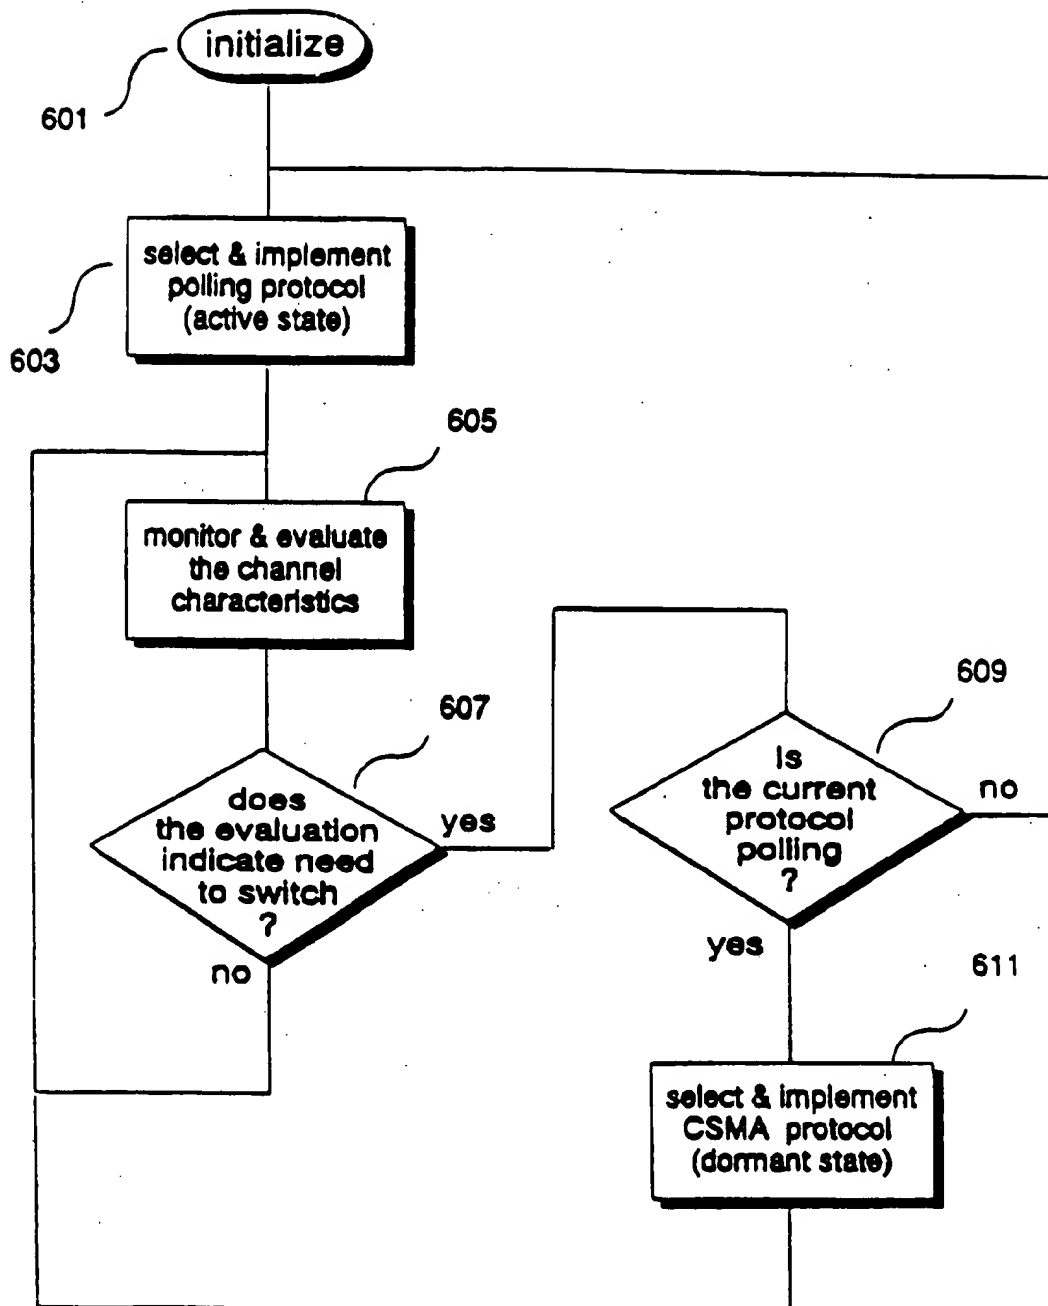 initialize
601
select & implement
polling protocol
(active state)
603
605
monitor & evaluate
the channel
characteristics
607
does
the evaluation
indicate need
to switch
?
yes
no
609
Is
the current
protocol
polling
?
no
yes
611
select & implement
CSMA protocol
(dormant state)